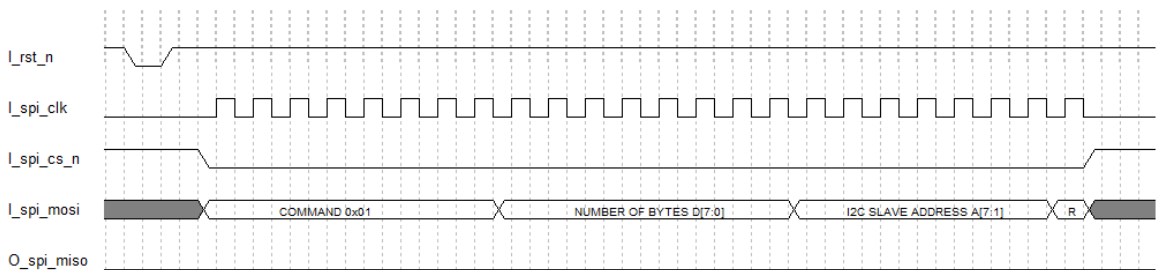 I_rst_n
I_spi_clk
I_spi_cs_n
I_spi_mosi COMMAND 0x01 NUMBER OF BYTES D[7:0] I2C SLAVE ADDRESS A[7:1] R
O_spi_miso